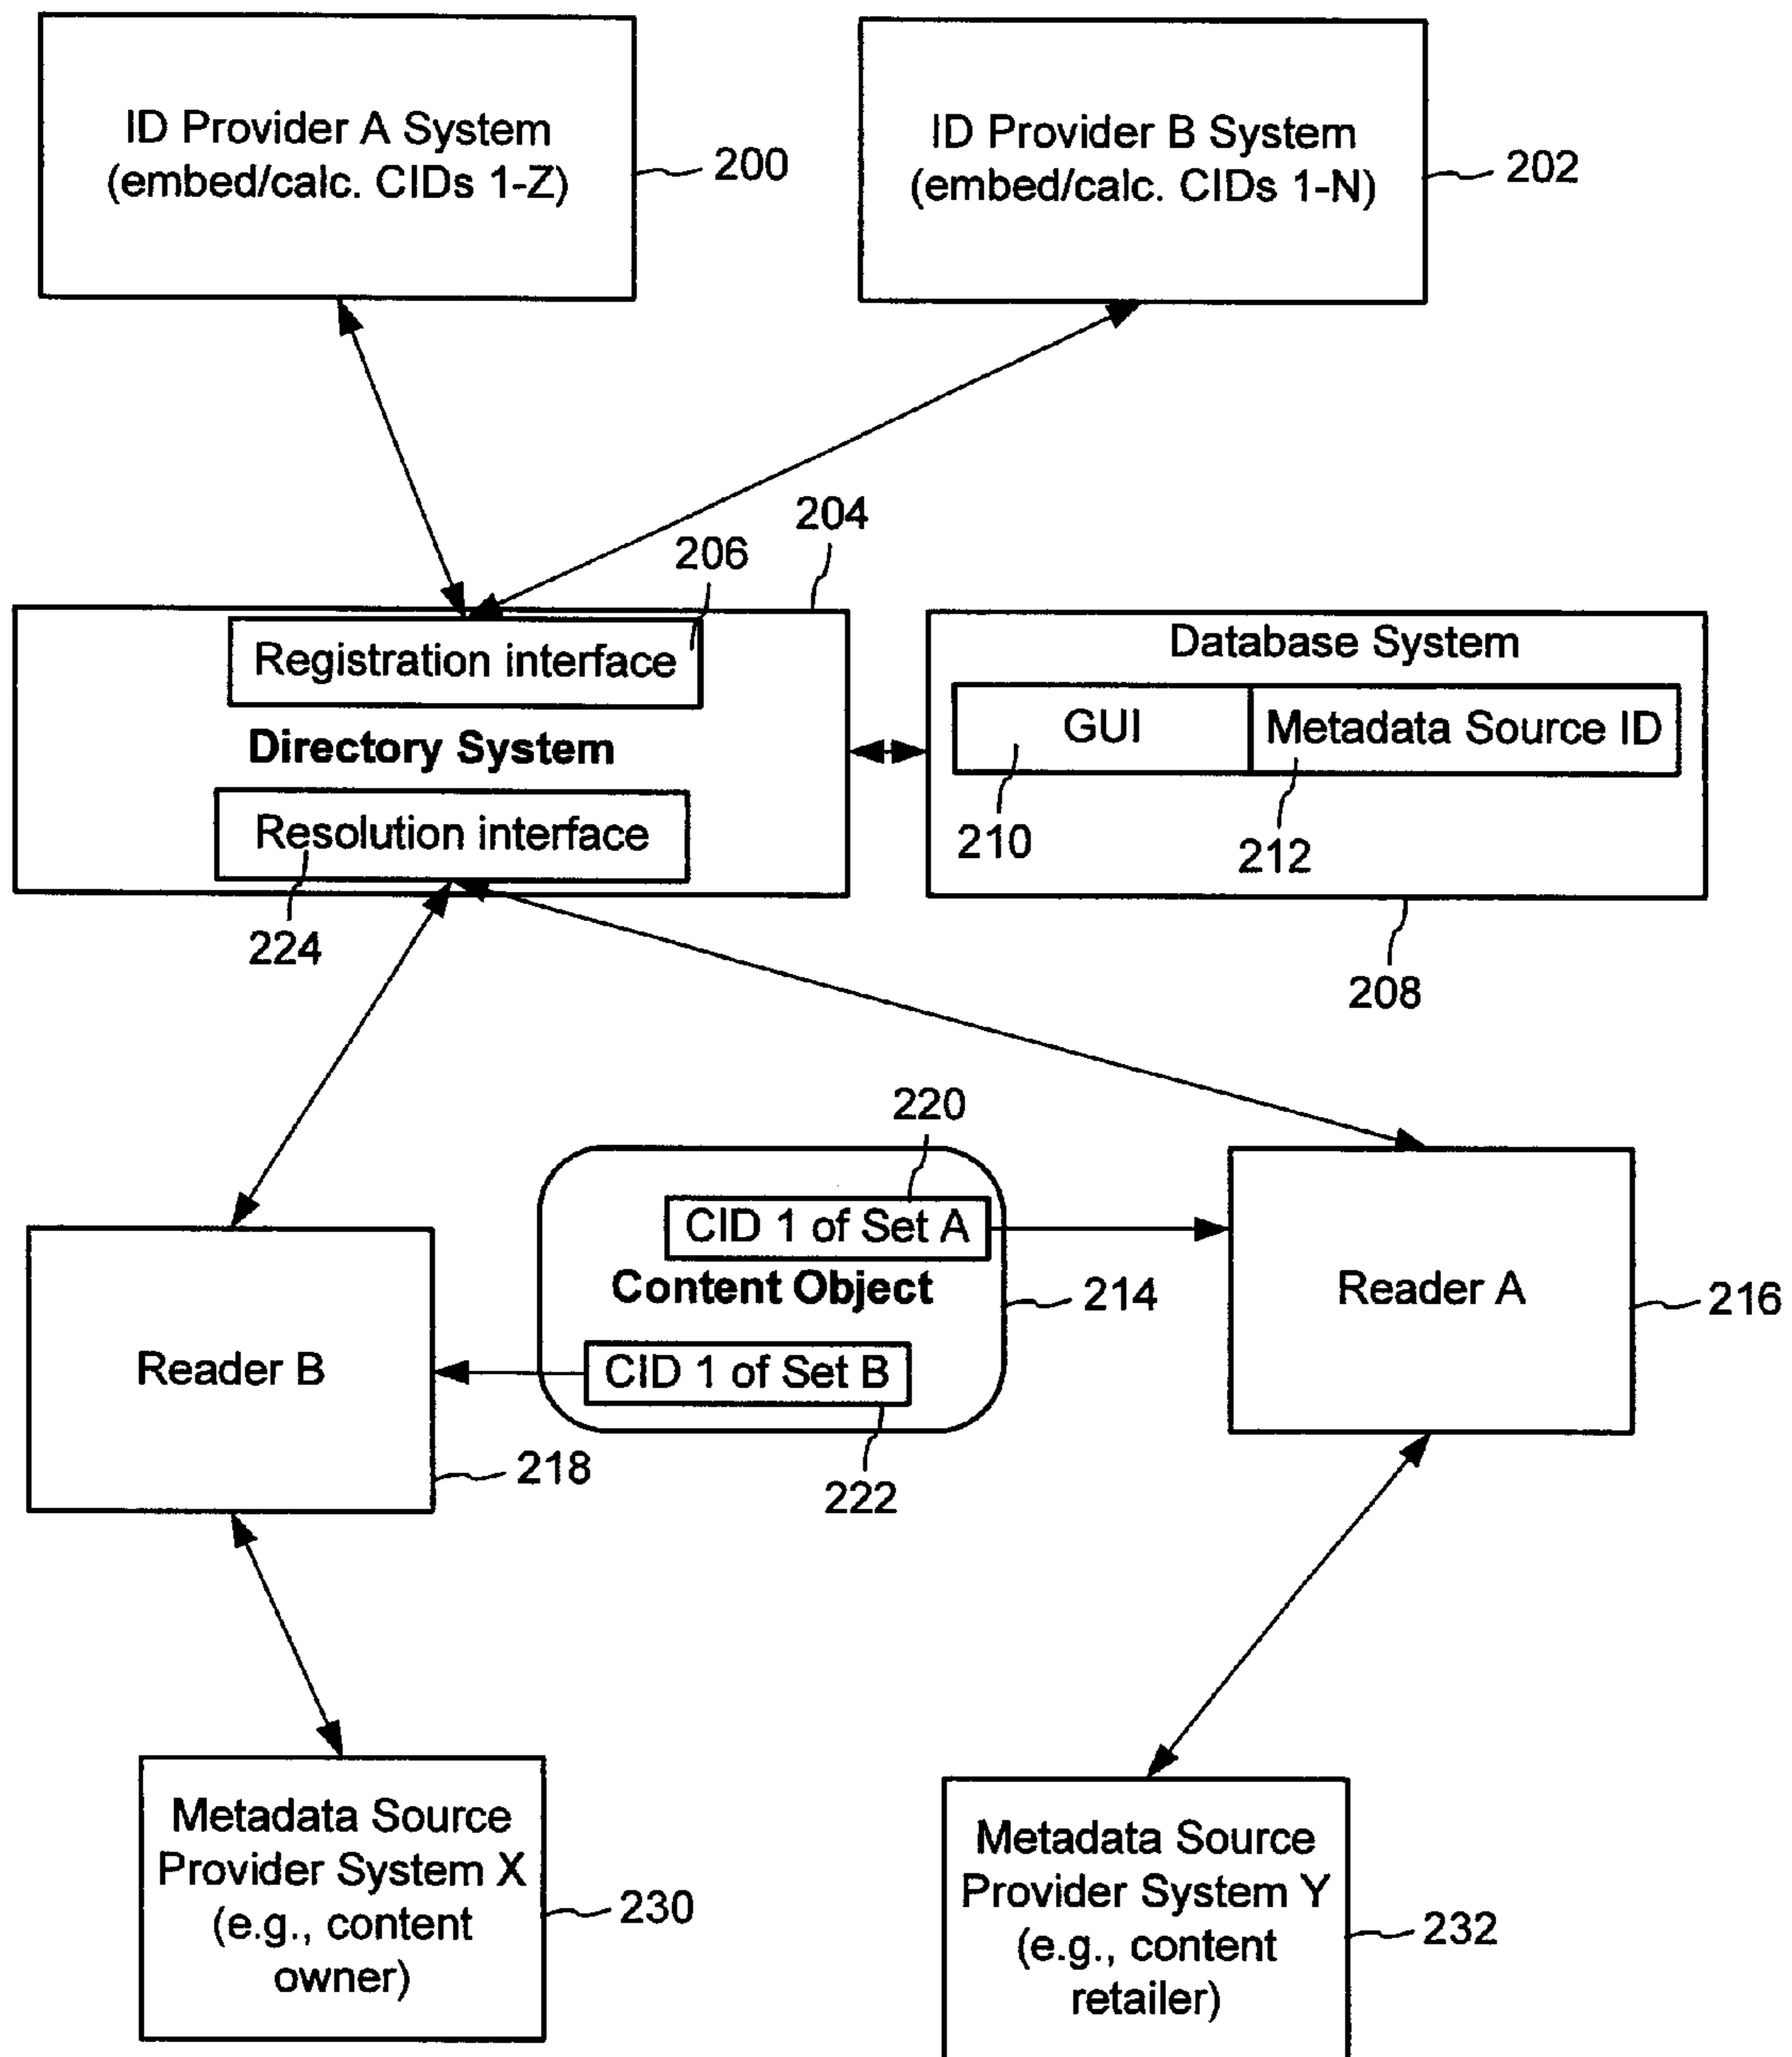 ID Provider A System
(embed/calc. CIDs 1-Z)
200
ID Provider B System
(embed/calc. CIDs 1-N)
202
204
206
Registration interface
Directory System
Resolution interface
224
Database System
GUI
Metadata Source ID
210
212
208
220
CID 1 of Set A
Content Object
214
CID 1 of Set B
222
Reader A
216
Reader B
218
Metadata Source
Provider System X
(e.g., content
owner)
230
Metadata Source
Provider System Y
(e.g., content
retailer)
232